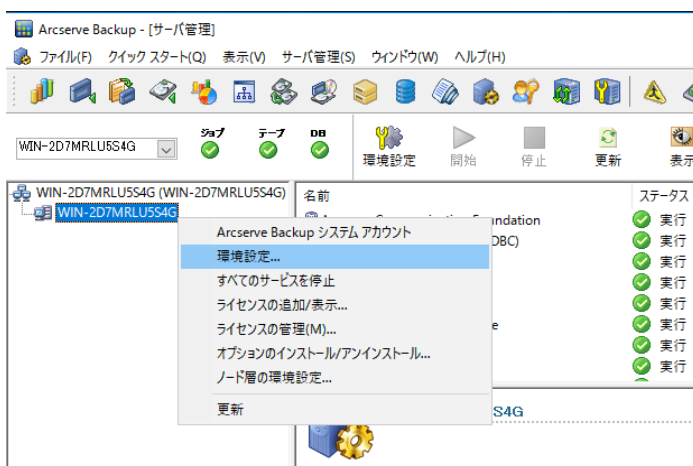 Arcserve Backup - [サーバ管理]
ファイル(F) クイック スタート(Q) 表示(V) サーバ管理(S) ウィンドウ(W) ヘルプ(H)
WIN-2D7MRLU5S4G ジョブ テープ DB 環境設定 開始 停止 更新 表示
WIN-2D7MRLU5S4G (WIN-2D7MRLU5S4G)
WIN-2D7MRLU5S4G
名前 ステータス
ndation 実行
DBC) 実行
実行
実行
実行
e 実行
実行
実行
Arcserve Backup システム アカウント
環境設定...
すべてのサービスを停止
ライセンスの追加/表示...
ライセンスの管理(M)...
オプションのインストール/アンインストール...
ノード層の環境設定...
更新
S4G